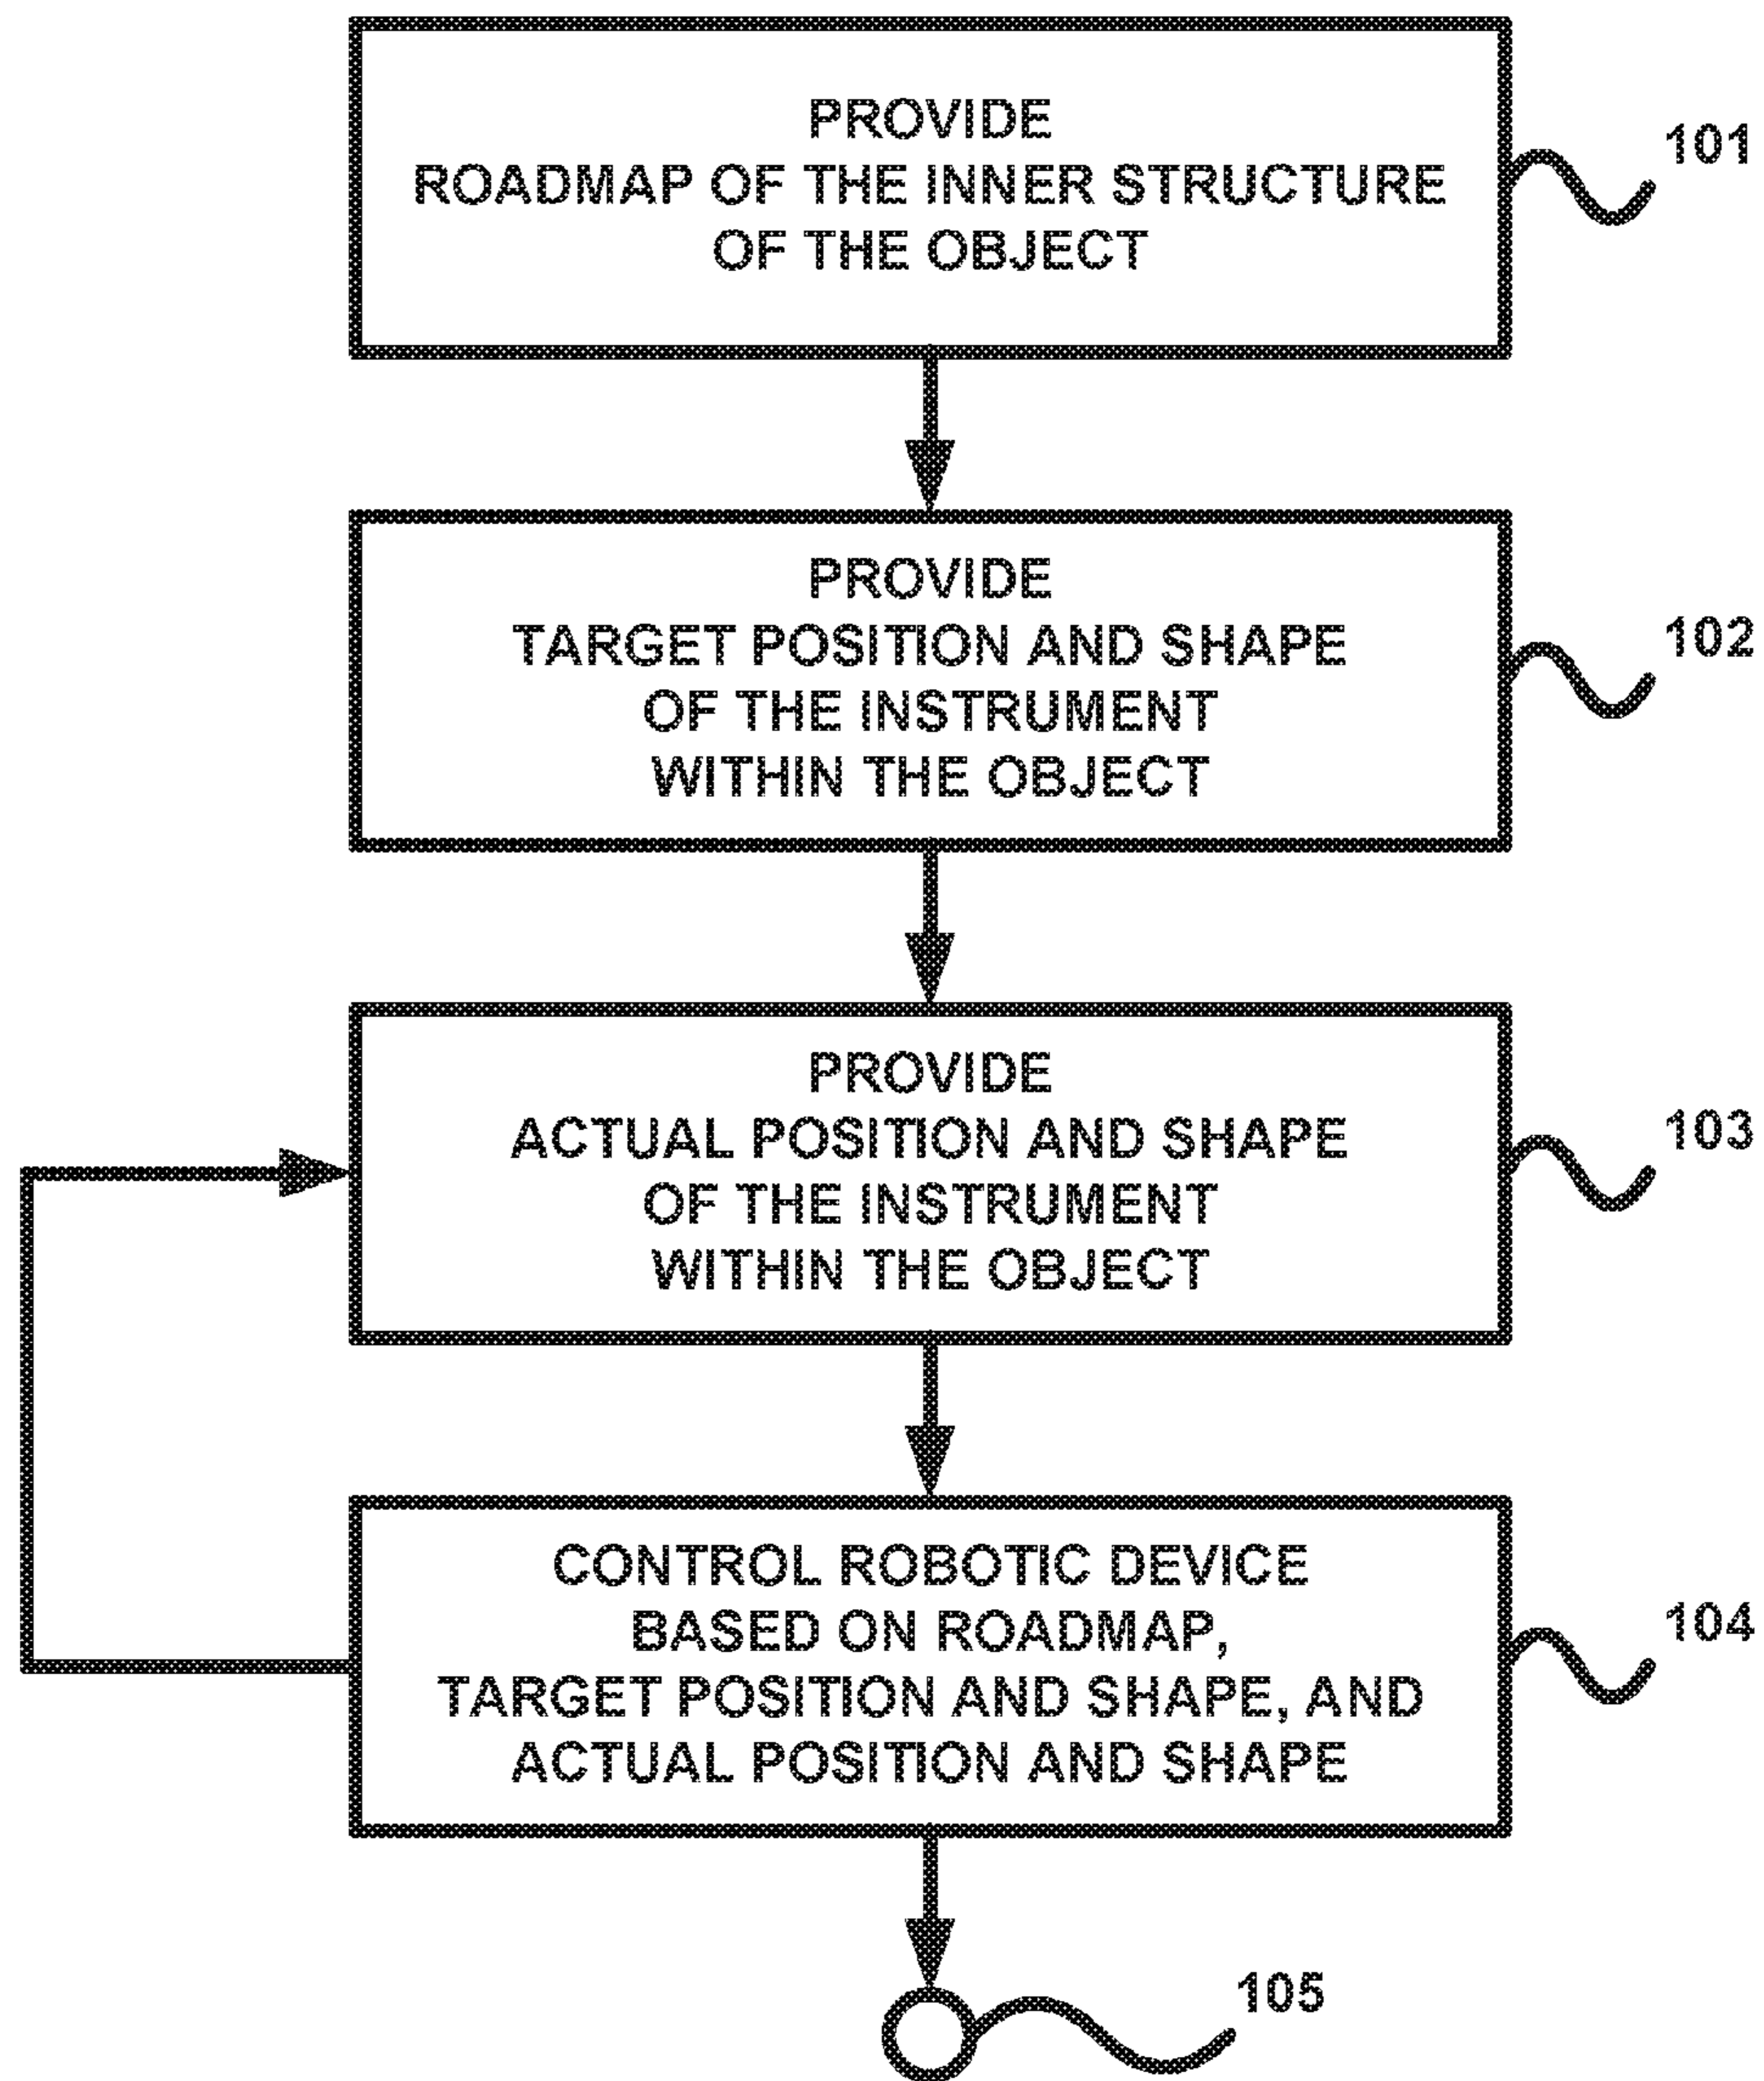 PROVIDE
ROADMAP OF THE INNER STRUCTURE
OF THE OBJECT
101
PROVIDE
TARGET POSITION AND SHAPE
OF THE INSTRUMENT
WITHIN THE OBJECT
102
PROVIDE
ACTUAL POSITION AND SHAPE
OF THE INSTRUMENT
WITHIN THE OBJECT
103
CONTROL ROBOTIC DEVICE
BASED ON ROADMAP,
TARGET POSITION AND SHAPE, AND
ACTUAL POSITION AND SHAPE
104
105